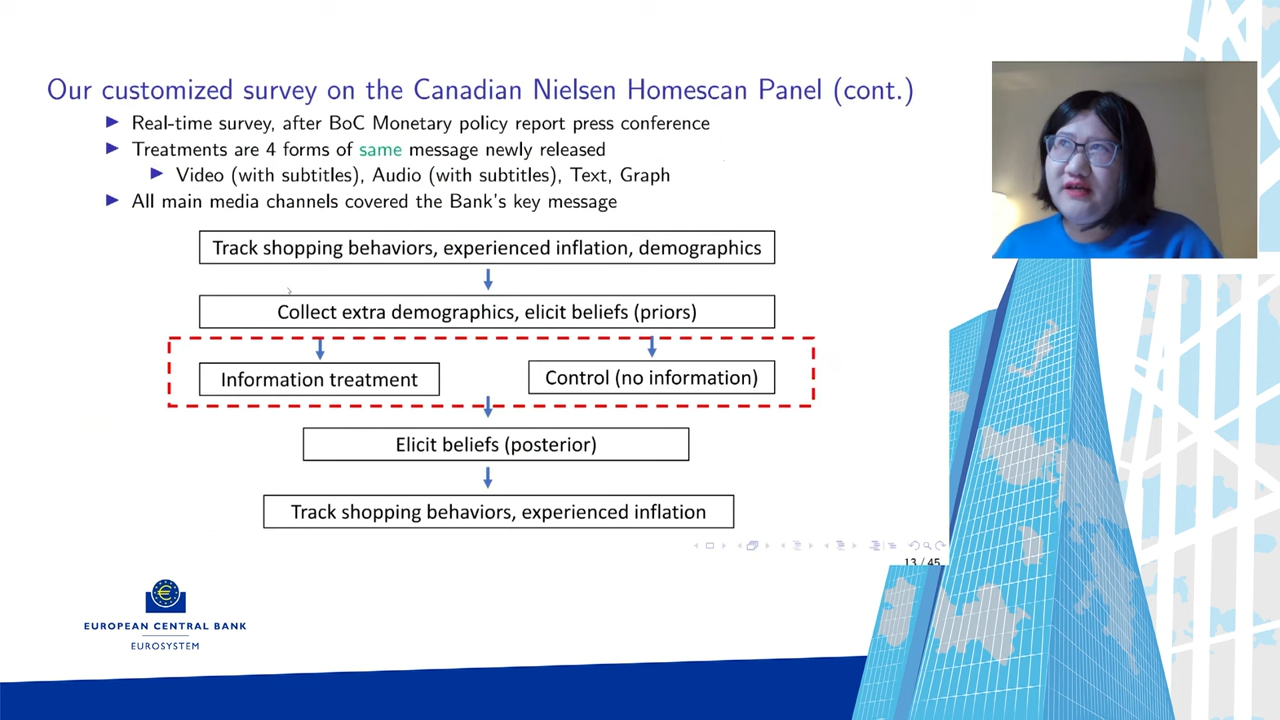 Our customized survey on the Canadian Nielsen Homescan Panel (cont.)
Real-time survey, after BoC Monetary policy report press conference
Treatments are 4 forms of same message newly released
Video (with subtitles), Audio (with subtitles), Text, Graph
All main media channels covered the Bank's key message
Track shopping behaviors, experienced inflation, demographics
Collect extra demographics, elicit beliefs (priors)
Information treatment
Control (no information)
Elicit beliefs (posterior)
Track shopping behaviors, experienced inflation
13 / 45
EUROPEAN CENTRAL BANK
EUROSYSTEM